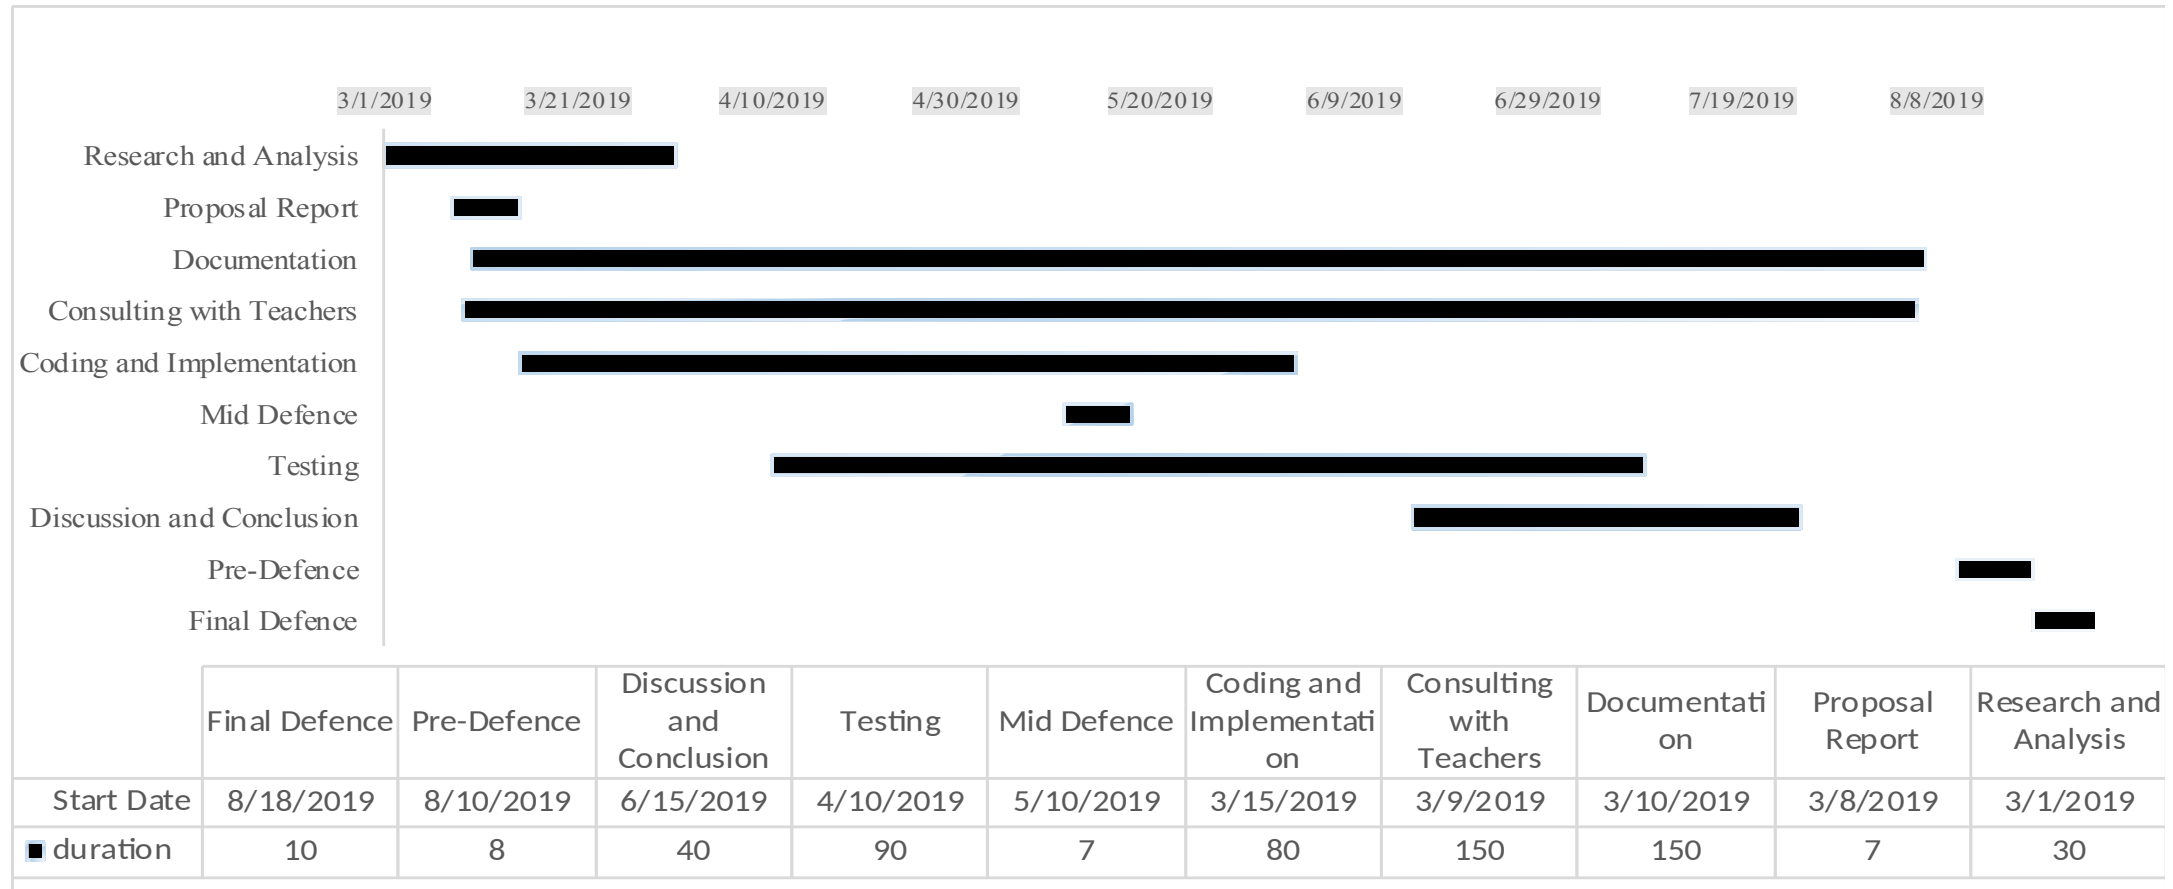 3/1/2019 3/21/2019 4/10/2019 4/30/2019 5/20/2019 6/9/2019 6/29/2019 7/19/2019 8/8/2019
Research and Analysis
Proposal Report
Documentation
Consulting with Teachers
Coding and Implementation
Mid Defence
Testing
Discussion and Conclusion
Pre-Defence
Final Defence
Final Defence
Pre-Defence
Discussion
and
Conclusion
Testing
Mid Defence
Coding and
Implementati
on
Consulting
with
Teachers
Documentati
on
Proposal
Report
Research and
Analysis
Start Date 8/18/2019 8/10/2019 6/15/2019 4/10/2019 5/10/2019 3/15/2019 3/9/2019 3/10/2019 3/8/2019 3/1/2019
duration 10 8 40 90 7 80 150 150 7 30